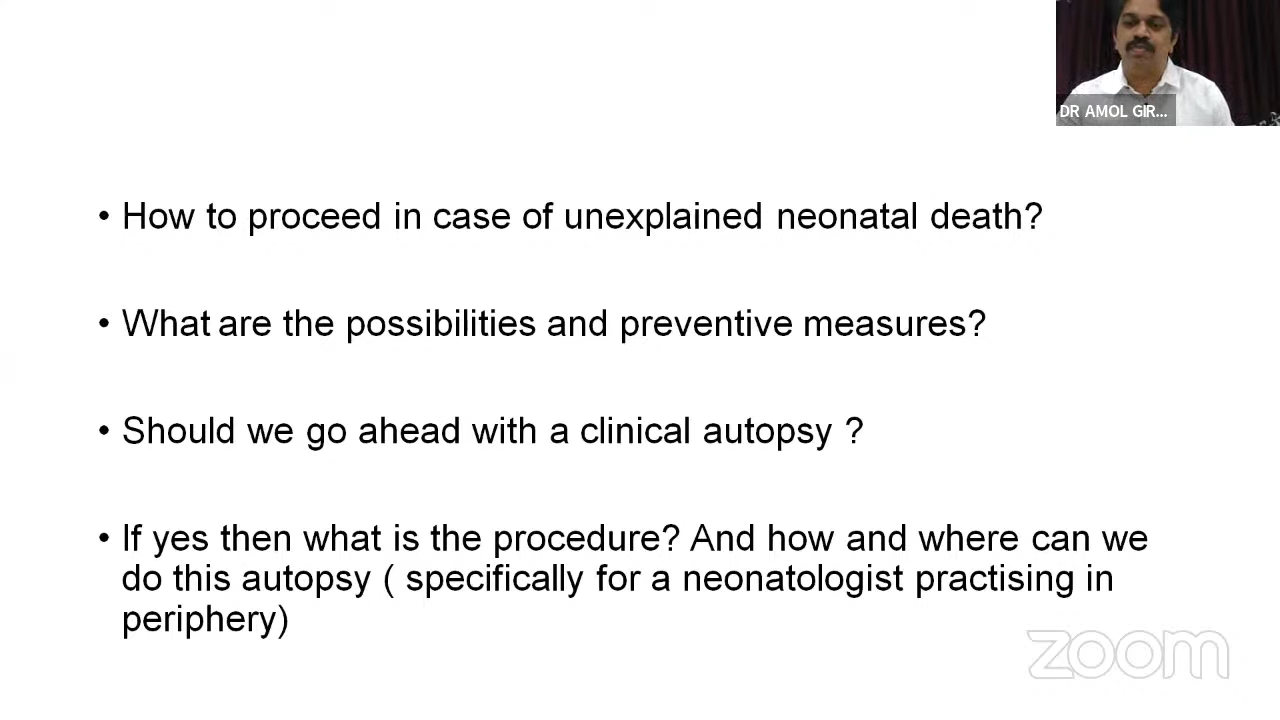 DR AMOL GIR...
• How to proceed in case of unexplained neonatal death?
• What are the possibilities and preventive measures?
• Should we go ahead with a clinical autopsy ?
• If yes then what is the procedure? And how and where can we
do this autopsy ( specifically for a neonatologist practising in
periphery)
zoom